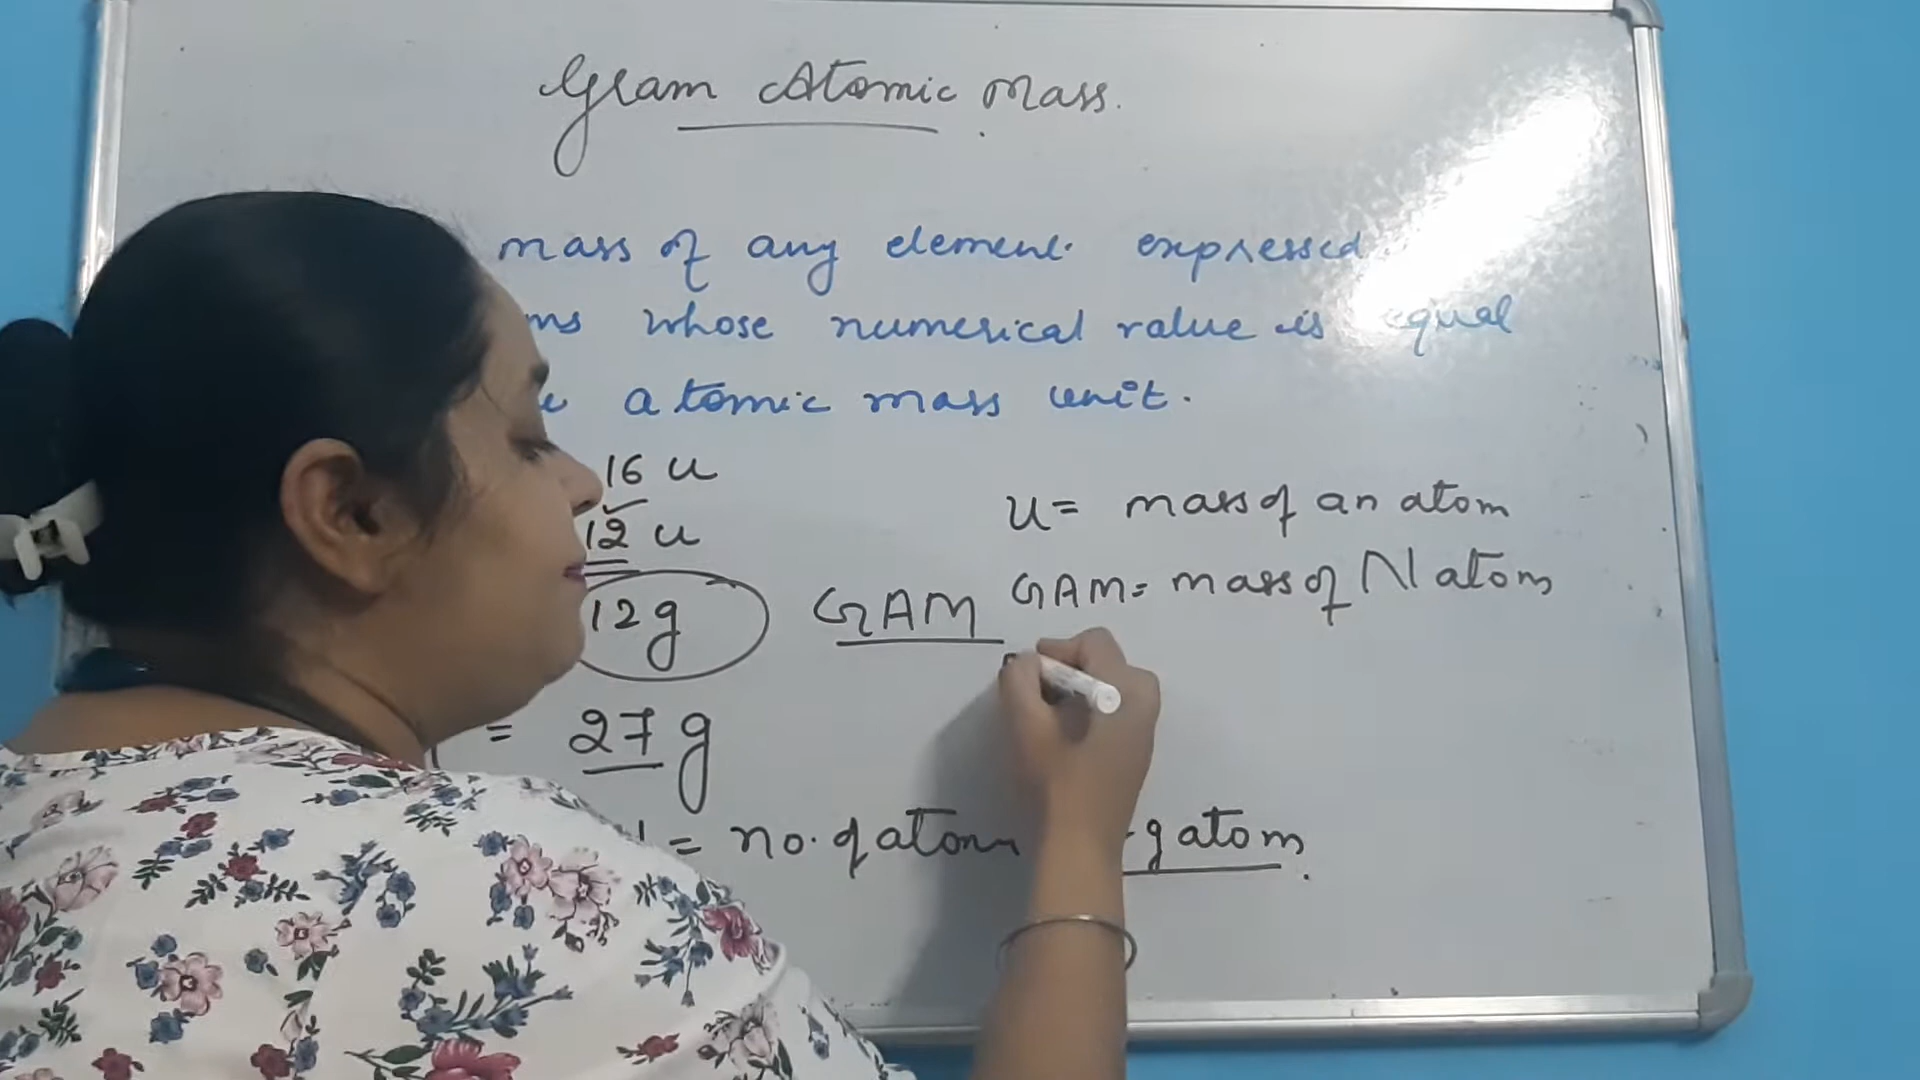 Gram Atomic Mass.
mass of any element expressed
ms whose numerical value is equal
atomic mass unit.
16 u
12 u
u = mass of an atom
12g GAM
GAM = mass of N atoms
= 27 g
= no. of atoms g atom.